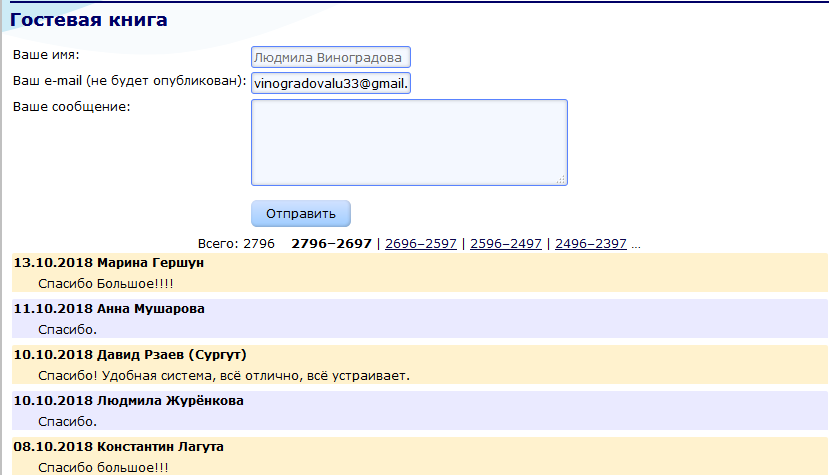 Гостевая книга
Ваше имя: Людмила Виноградова
Ваш e-mail (не будет опубликован): vinogradovalu33@gmail.
Ваше сообщение:
Отправить
Всего: 2796 2796–2697 | 2696–2597 | 2596–2497 | 2496–2397 ...
13.10.2018 Марина Гершун
Спасибо Большое!!!!
11.10.2018 Анна Мушарова
Спасибо.
10.10.2018 Давид Рзаев (Сургут)
Спасибо! Удобная система, всё отлично, всё устраивает.
10.10.2018 Людмила Журёнкова
Спасибо.
08.10.2018 Константин Лагута
Спасибо большое!!!